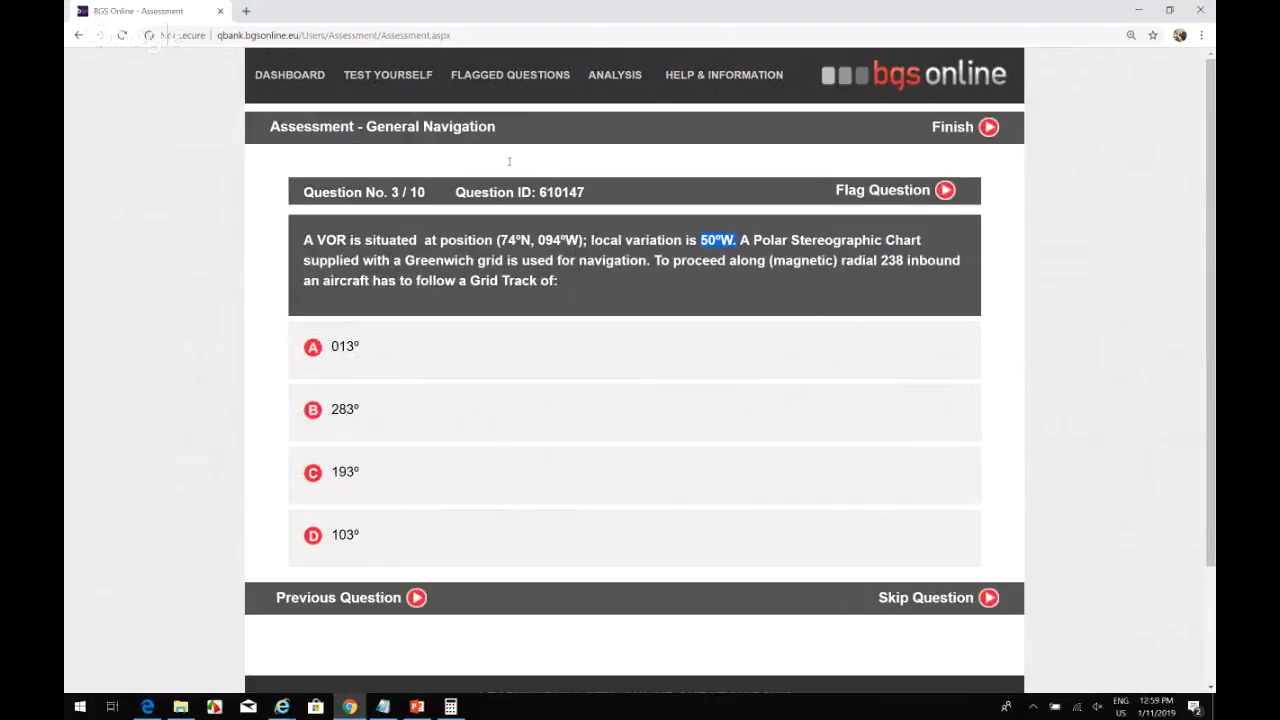 BGS Online - Assessment
qbank.bgsonline.eu/Users/Assessment/Assessment.aspx
DASHBOARD TEST YOURSELF FLAGGED QUESTIONS ANALYSIS HELP & INFORMATION bgs online
Assessment - General Navigation Finish
Question No. 3 / 10 Question ID: 610147 Flag Question
A VOR is situated at position (74ºN, 094ºW); local variation is 50ºW. A Polar Stereographic Chart
supplied with a Greenwich grid is used for navigation. To proceed along (magnetic) radial 238 inbound
an aircraft has to follow a Grid Track of:
A 013º
B 283º
C 193º
D 103º
Previous Question Skip Question
ENG 12:59 PM
US 1/11/2019